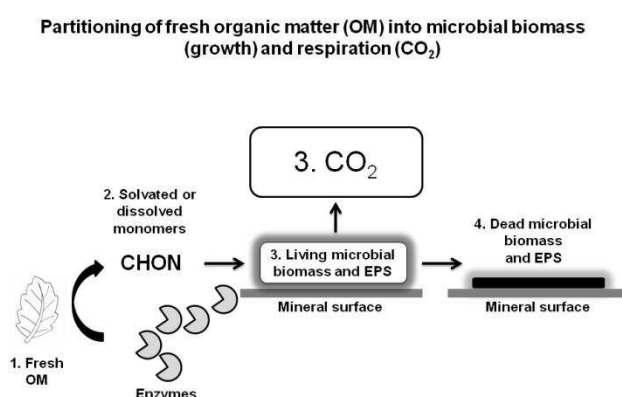 Partitioning of fresh organic matter (OM) into microbial biomass
(growth) and respiration (CO₂)
3. CO₂
2. Solvated or
dissolved
monomers
CHON
3. Living microbial
biomass and EPS
4. Dead microbial
biomass
and EPS
Mineral surface
Mineral surface
1. Fresh
OM
Enzymes